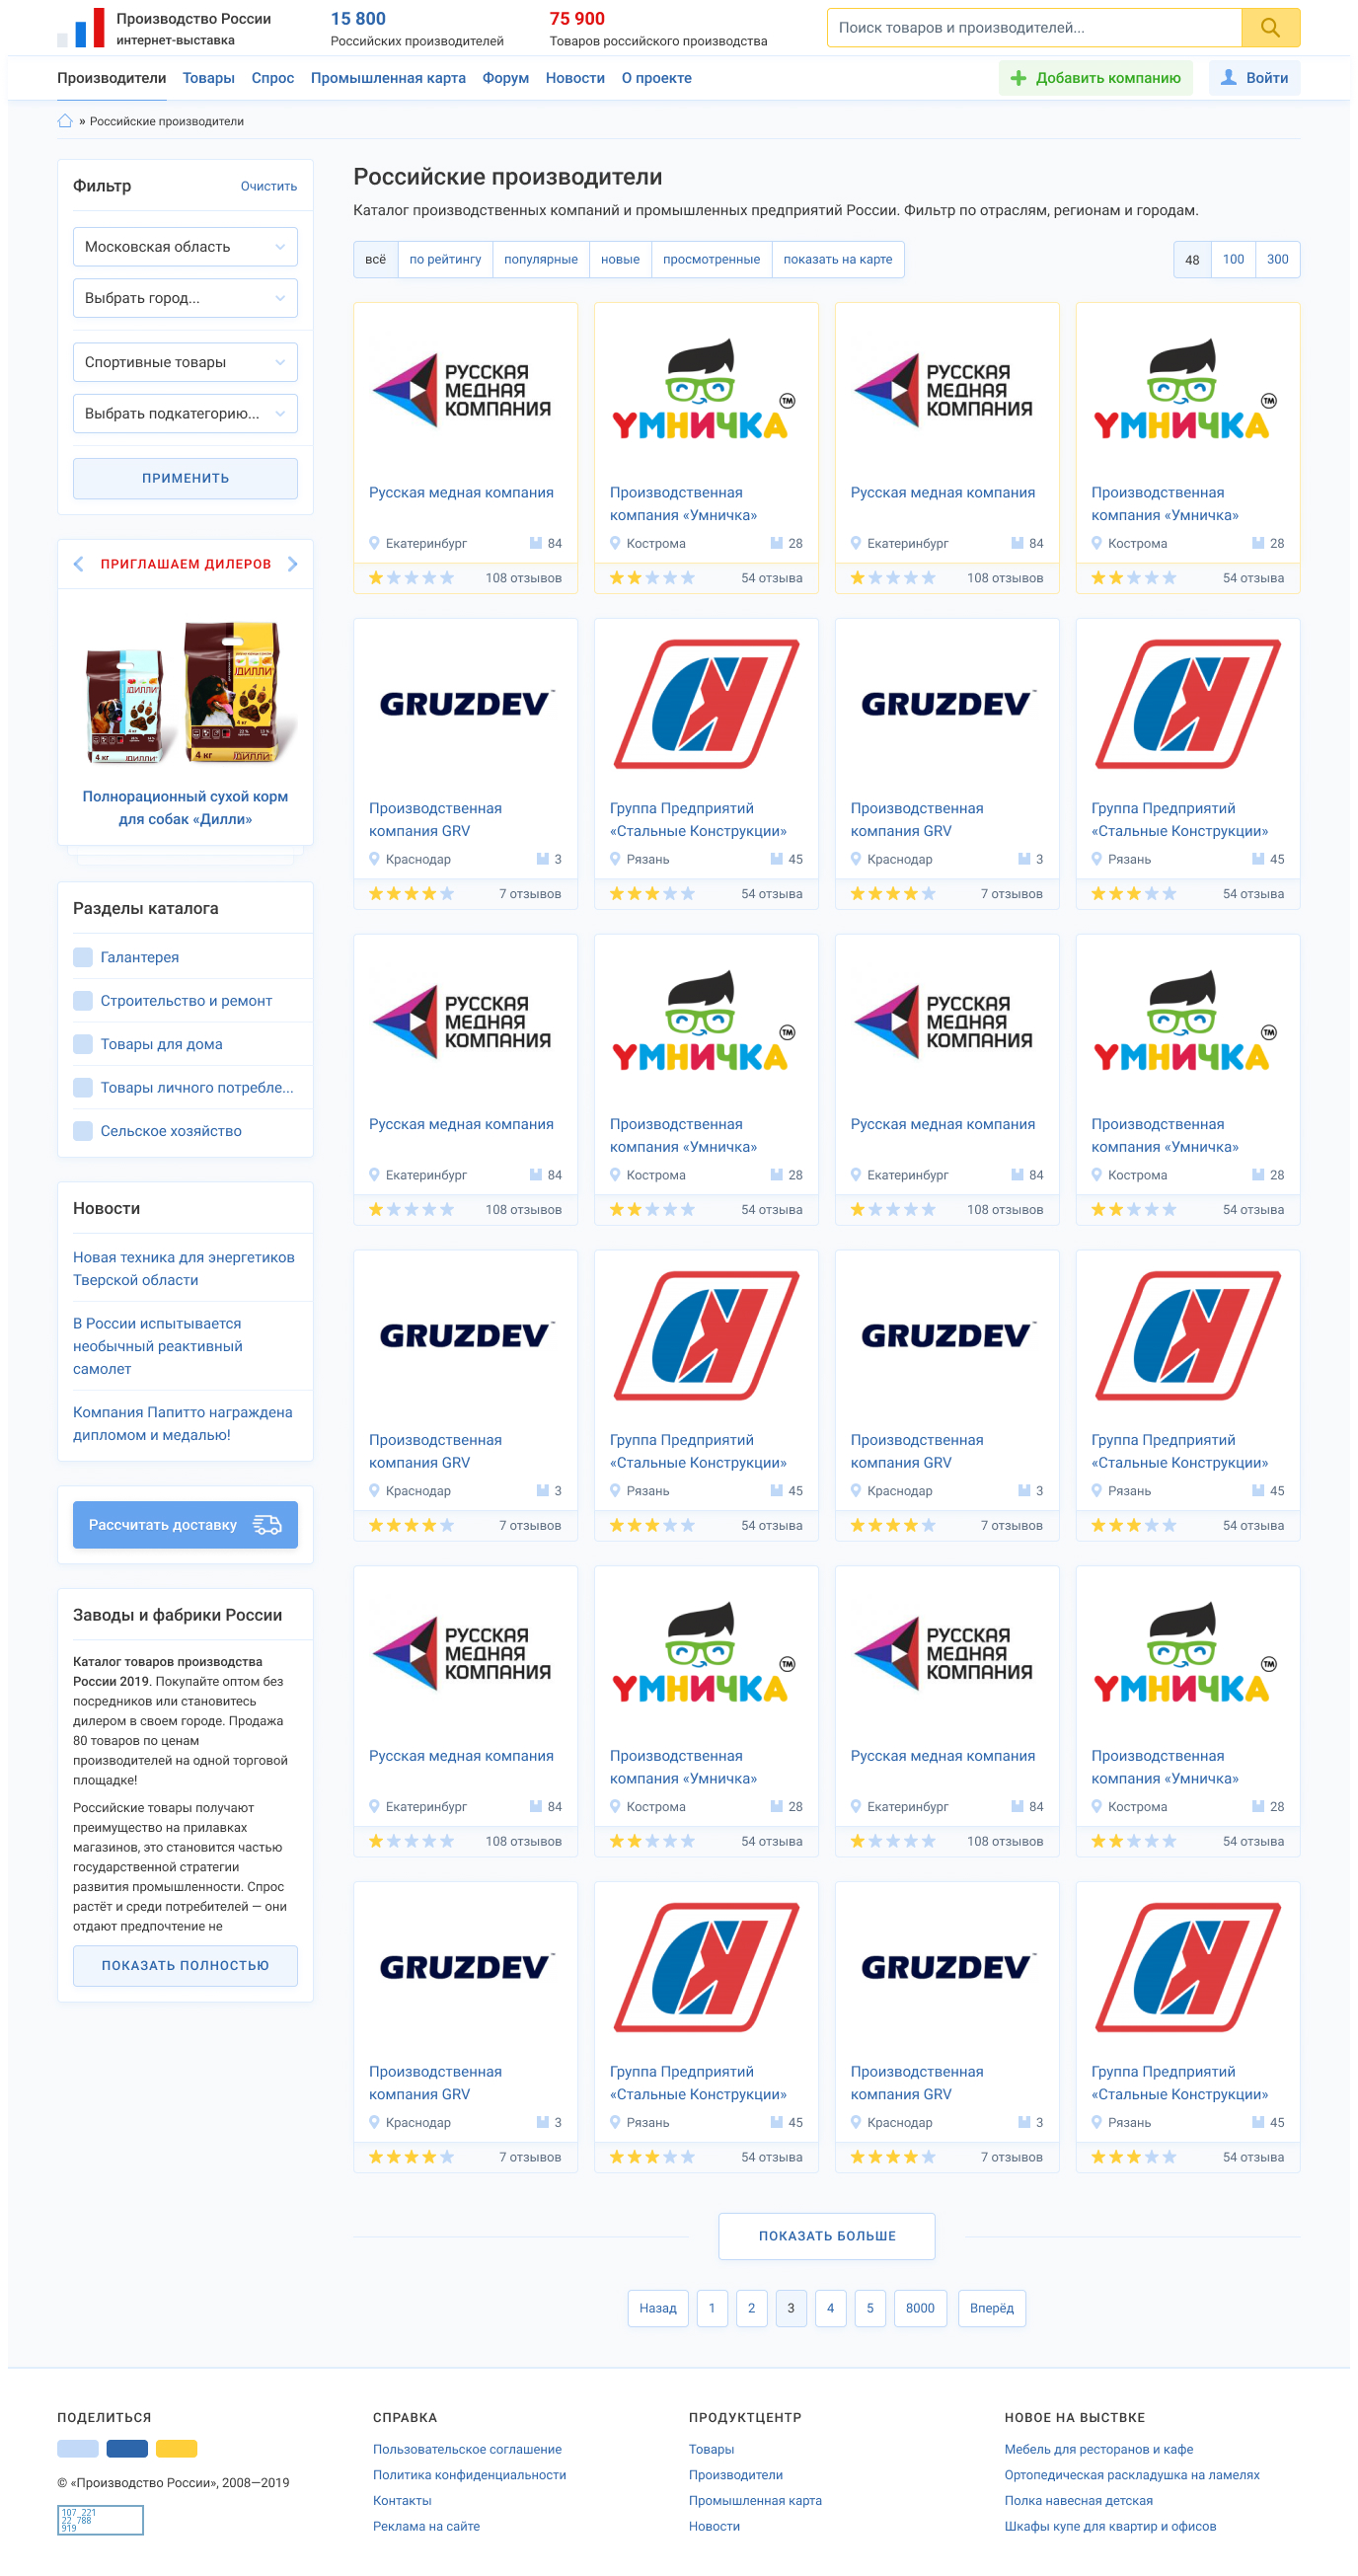 Производство России
интернет-выставка
15 800
Российских производителей
75 900
Товаров российского производства
Поиск товаров и производителей...
Производители Товары Спрос Промышленная карта Форум Новости О проекте
Добавить компанию Войти
» Российские производители
Фильтр Очистить
Московская область
Выбрать город...
Спортивные товары
Выбрать подкатегорию...
ПРИМЕНИТЬ
ПРИГЛАШАЕМ ДИЛЕРОВ
ДИЛЛИ
4 кг
ДИЛЛИ
ДИЛЛИ
4 кг
ДИЛЛИ
Полнорационный сухой корм
для собак «Дилли»
Разделы каталога
Галантерея
Строительство и ремонт
Товары для дома
Товары личного потребле...
Сельское хозяйство
Новости
Новая техника для энергетиков
Тверской области
В России испытывается
необычный реактивный
самолет
Компания Папитто награждена
дипломом и медалью!
Рассчитать доставку
Заводы и фабрики России
Каталог товаров производства
России 2019. Покупайте оптом без
посредников или становитесь
дилером в своем городе. Продажа
80 товаров по ценам
производителей на одной торговой
площадке!
Российские товары получают
преимущество на прилавках
магазинов, это становится частью
государственной стратегии
развития промышленности. Спрос
растёт и среди потребителей — они
отдают предпочтение не
ПОКАЗАТЬ ПОЛНОСТЬЮ
Российские производители
Каталог производственных компаний и промышленных предприятий России. Фильтр по отраслям, регионам и городам.
всё по рейтингу популярные новые просмотренные показать на карте
48 100 300
РУССКАЯ
МЕДНАЯ
КОМПАНИЯ
Русская медная компания
Екатеринбург 84
108 отзывов
УМНИЧКА TM
Производственная
компания «Умничка»
Кострома 28
54 отзыва
РУССКАЯ
МЕДНАЯ
КОМПАНИЯ
Русская медная компания
Екатеринбург 84
108 отзывов
УМНИЧКА TM
Производственная
компания «Умничка»
Кострома 28
54 отзыва
GRUZDEV
Производственная
компания GRV
Краснодар 3
7 отзывов
Группа Предприятий
«Стальные Конструкции»
Рязань 45
54 отзыва
GRUZDEV
Производственная
компания GRV
Краснодар 3
7 отзывов
Группа Предприятий
«Стальные Конструкции»
Рязань 45
54 отзыва
РУССКАЯ
МЕДНАЯ
КОМПАНИЯ
Русская медная компания
Екатеринбург 84
108 отзывов
УМНИЧКА TM
Производственная
компания «Умничка»
Кострома 28
54 отзыва
РУССКАЯ
МЕДНАЯ
КОМПАНИЯ
Русская медная компания
Екатеринбург 84
108 отзывов
УМНИЧКА TM
Производственная
компания «Умничка»
Кострома 28
54 отзыва
GRUZDEV
Производственная
компания GRV
Краснодар 3
7 отзывов
Группа Предприятий
«Стальные Конструкции»
Рязань 45
54 отзыва
GRUZDEV
Производственная
компания GRV
Краснодар 3
7 отзывов
Группа Предприятий
«Стальные Конструкции»
Рязань 45
54 отзыва
РУССКАЯ
МЕДНАЯ
КОМПАНИЯ
Русская медная компания
Екатеринбург 84
108 отзывов
УМНИЧКА TM
Производственная
компания «Умничка»
Кострома 28
54 отзыва
РУССКАЯ
МЕДНАЯ
КОМПАНИЯ
Русская медная компания
Екатеринбург 84
108 отзывов
УМНИЧКА TM
Производственная
компания «Умничка»
Кострома 28
54 отзыва
GRUZDEV
Производственная
компания GRV
Краснодар 3
7 отзывов
Группа Предприятий
«Стальные Конструкции»
Рязань 45
54 отзыва
GRUZDEV
Производственная
компания GRV
Краснодар 3
7 отзывов
Группа Предприятий
«Стальные Конструкции»
Рязань 45
54 отзыва
ПОКАЗАТЬ БОЛЬШЕ
Назад 1 2 3 4 5 8000 Вперёд
ПОДЕЛИТЬСЯ
© «Производство России», 2008—2019
107 221
22 788
919
СПРАВКА
Пользовательское соглашение
Политика конфиденциальности
Контакты
Реклама на сайте
ПРОДУКТЦЕНТР
Товары
Производители
Промышленная карта
Новости
НОВОЕ НА ВЫСТВКЕ
Мебель для ресторанов и кафе
Ортопедическая раскладушка на ламелях
Полка навесная детская
Шкафы купе для квартир и офисов